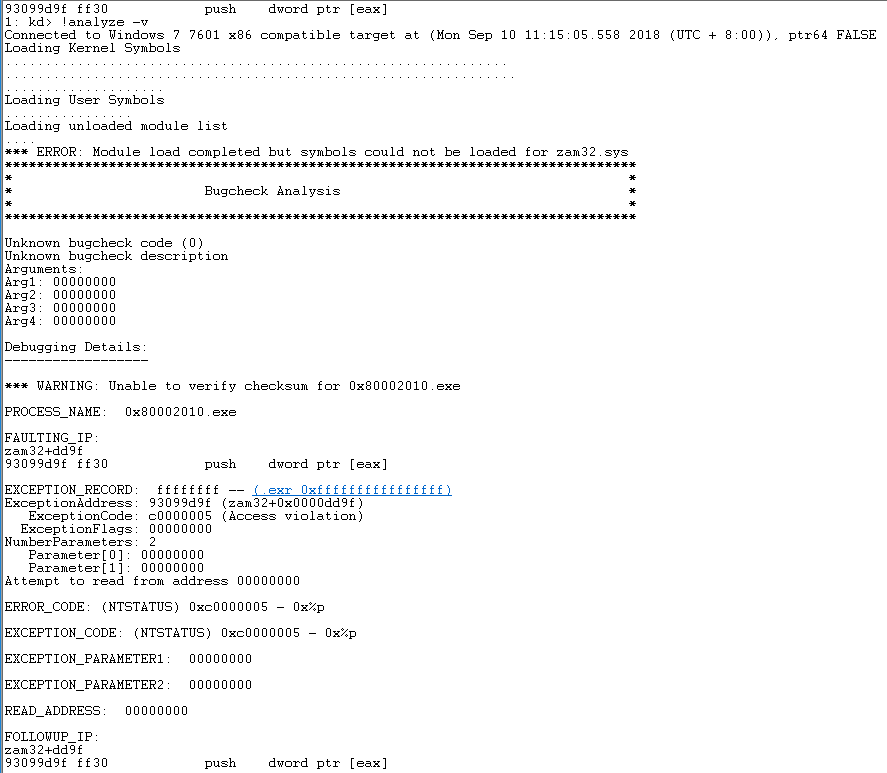 93099d9f ff30            push    dword ptr [eax]
1: kd> !analyze -v
Connected to Windows 7 7601 x86 compatible target at (Mon Sep 10 11:15:05.558 2018 (UTC + 8:00)), ptr64 FALSE
Loading Kernel Symbols
...............................................................
................................................................
....................
Loading User Symbols
................
Loading unloaded module list
....
*** ERROR: Module load completed but symbols could not be loaded for zam32.sys
*******************************************************************************
*                                                                             *
*                        Bugcheck Analysis                                    *
*                                                                             *
*******************************************************************************
Unknown bugcheck code (0)
Unknown bugcheck description
Arguments:
Arg1: 00000000
Arg2: 00000000
Arg3: 00000000
Arg4: 00000000
Debugging Details:
------------------
*** WARNING: Unable to verify checksum for 0x80002010.exe
PROCESS_NAME:  0x80002010.exe
FAULTING_IP:
zam32+dd9f
93099d9f ff30            push    dword ptr [eax]
EXCEPTION_RECORD:  ffffffff -- (.exr 0xffffffffffffffff)
ExceptionAddress: 93099d9f (zam32+0x0000dd9f)
   ExceptionCode: c0000005 (Access violation)
  ExceptionFlags: 00000000
NumberParameters: 2
   Parameter[0]: 00000000
   Parameter[1]: 00000000
Attempt to read from address 00000000
ERROR_CODE: (NTSTATUS) 0xc0000005 - 0x%p
EXCEPTION_CODE: (NTSTATUS) 0xc0000005 - 0x%p
EXCEPTION_PARAMETER1:  00000000
EXCEPTION_PARAMETER2:  00000000
READ_ADDRESS:  00000000
FOLLOWUP_IP:
zam32+dd9f
93099d9f ff30            push    dword ptr [eax]